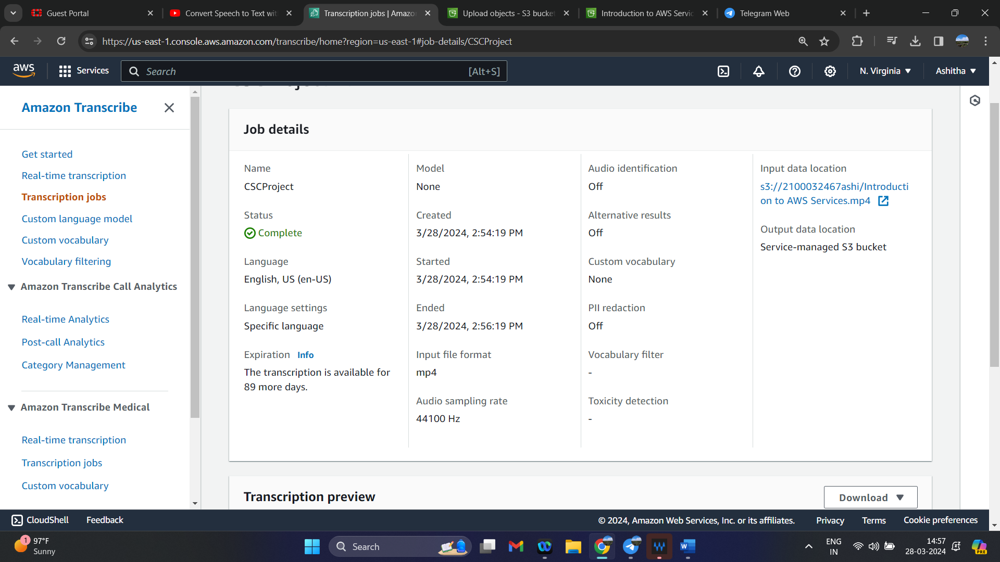 Guest Portal
Convert Speech to Text wit
Transcription jobs | Amazo
Upload objects - S3 bucket
Introduction to AWS Servic
Telegram Web
https://us-east-1.console.aws.amazon.com/transcribe/home?region=us-east-1#job-details/CSCProject
aws
Services
Search
[Alt+S]
N. Virginia
Ashitha
Amazon Transcribe
Get started
Real-time transcription
Transcription jobs
Custom language model
Custom vocabulary
Vocabulary filtering
Amazon Transcribe Call Analytics
Real-time Analytics
Post-call Analytics
Category Management
Amazon Transcribe Medical
Real-time transcription
Transcription jobs
Custom vocabulary
Job details
Name
CSCProject
Status
Complete
Language
English, US (en-US)
Language settings
Specific language
Expiration Info
The transcription is available for
89 more days.
Model
None
Created
3/28/2024, 2:54:19 PM
Started
3/28/2024, 2:54:19 PM
Ended
3/28/2024, 2:56:19 PM
Input file format
mp4
Audio sampling rate
44100 Hz
Audio identification
Off
Alternative results
Off
Custom vocabulary
None
PII redaction
Off
Vocabulary filter
-
Toxicity detection
-
Input data location
s3://2100032467ashi/Introducti
on to AWS Services.mp4
Output data location
Service-managed S3 bucket
Transcription preview
Download
CloudShell
Feedback
© 2024, Amazon Web Services, Inc. or its affiliates.
Privacy
Terms
Cookie preferences
1
97°F
Sunny
Search
W
PRE
ENG
IN
14:57
28-03-2024